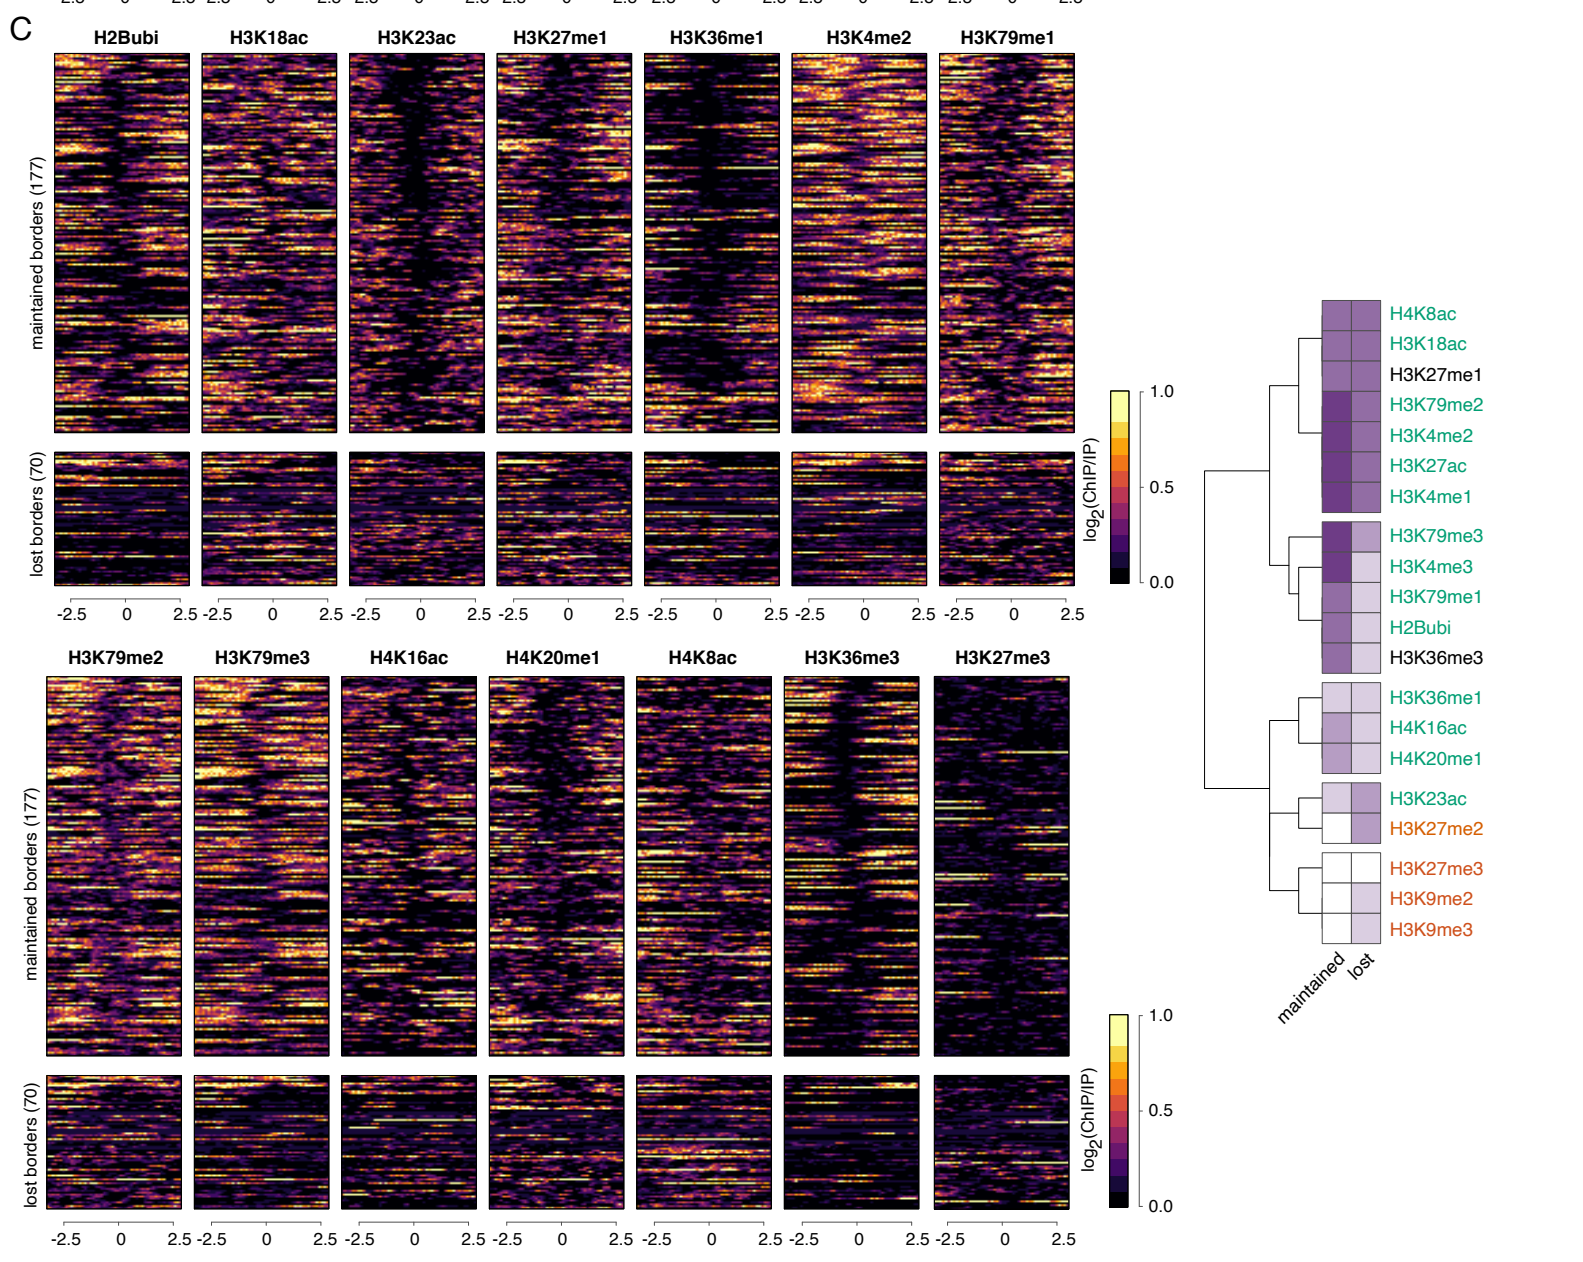 C
H2Bubi H3K18ac H3K23ac H3K27me1 H3K36me1 H3K4me2 H3K79me1
maintained borders (177)
lost borders (70)
-2.5 0 2.5 -2.5 0 2.5 -2.5 0 2.5 -2.5 0 2.5 -2.5 0 2.5 -2.5 0 2.5 -2.5 0 2.5
log2(ChIP/IP)
1.0
0.5
0.0
H3K79me2 H3K79me3 H4K16ac H4K20me1 H4K8ac H3K36me3 H3K27me3
maintained borders (177)
lost borders (70)
-2.5 0 2.5 -2.5 0 2.5 -2.5 0 2.5 -2.5 0 2.5 -2.5 0 2.5 -2.5 0 2.5 -2.5 0 2.5
log2(ChIP/IP)
1.0
0.5
0.0
H4K8ac
H3K18ac
H3K27me1
H3K79me2
H3K4me2
H3K27ac
H3K4me1
H3K79me3
H3K4me3
H3K79me1
H2Bubi
H3K36me3
H3K36me1
H4K16ac
H4K20me1
H3K23ac
H3K27me2
H3K27me3
H3K9me2
H3K9me3
maintained
lost